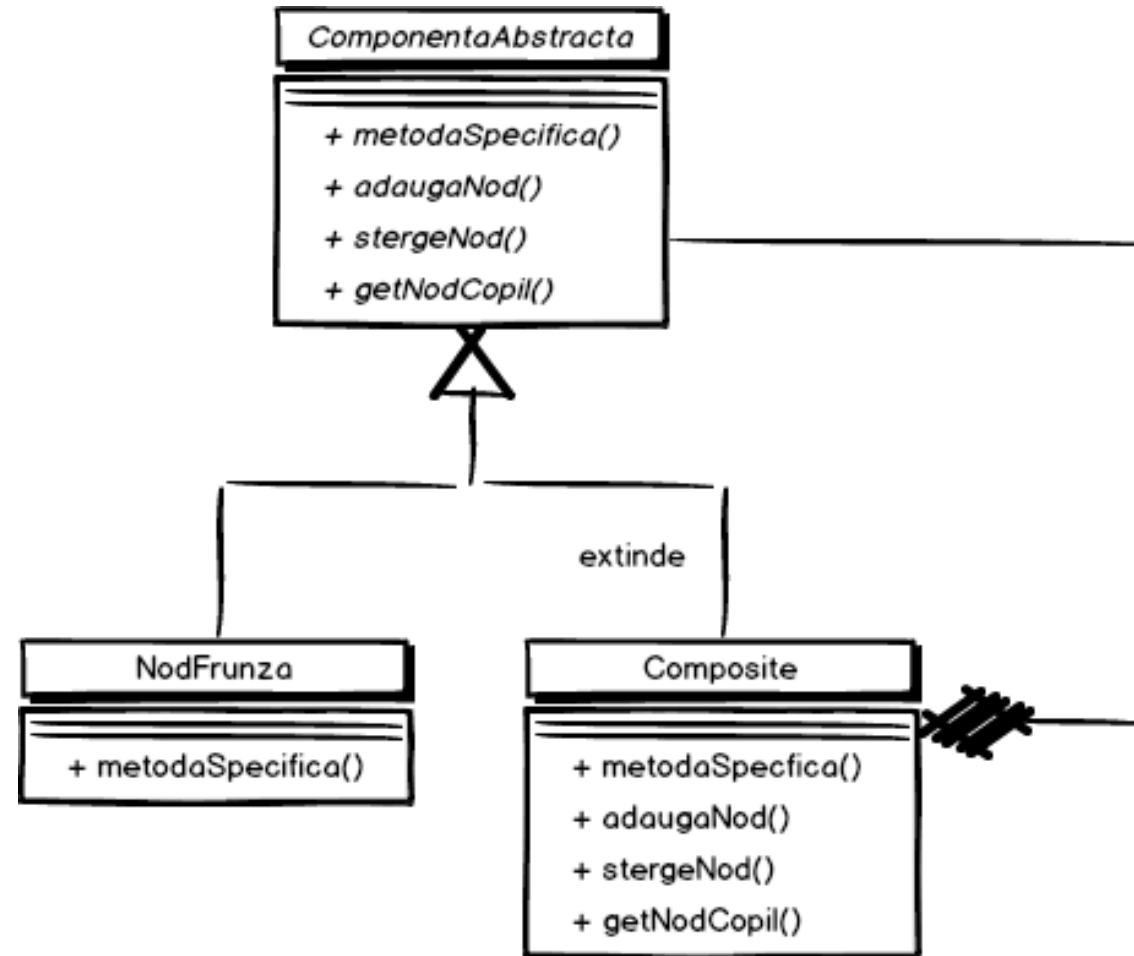 ComponentaAbstracta
+ metodaSpecifica()
+ adaugaNod()
+ stergeNod()
+ getNodCopil()
extinde
NodFrunza
+ metodaSpecifica()
Composite
+ metodaSpecfica()
+ adaugaNod()
+ stergeNod()
+ getNodCopil()